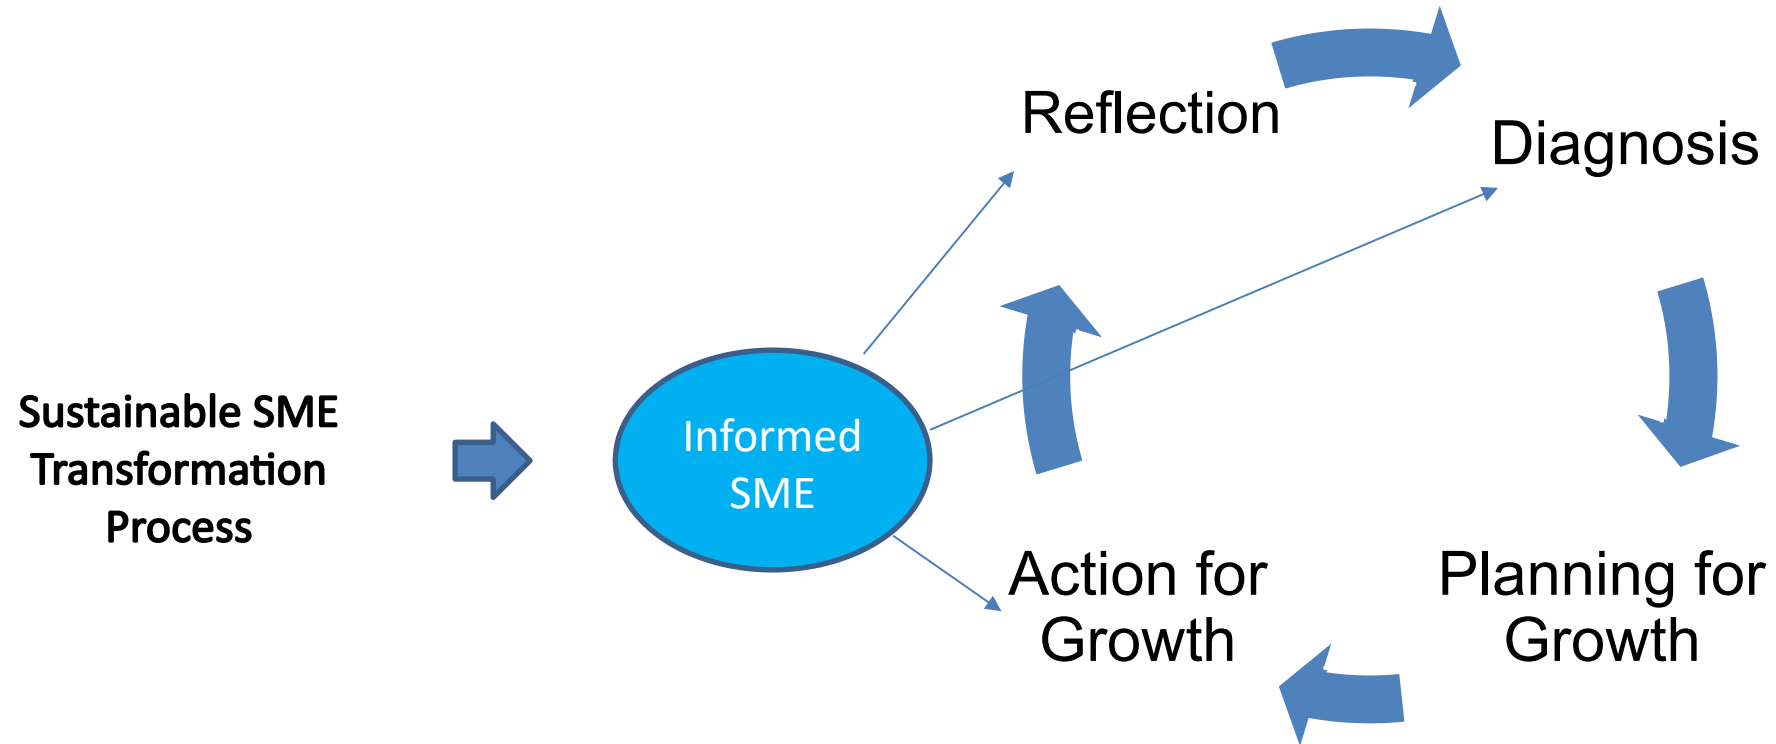 Reflection
Diagnosis
Sustainable SME
Transformation
Process
Informed
SME
Action for
Growth
Planning for
Growth